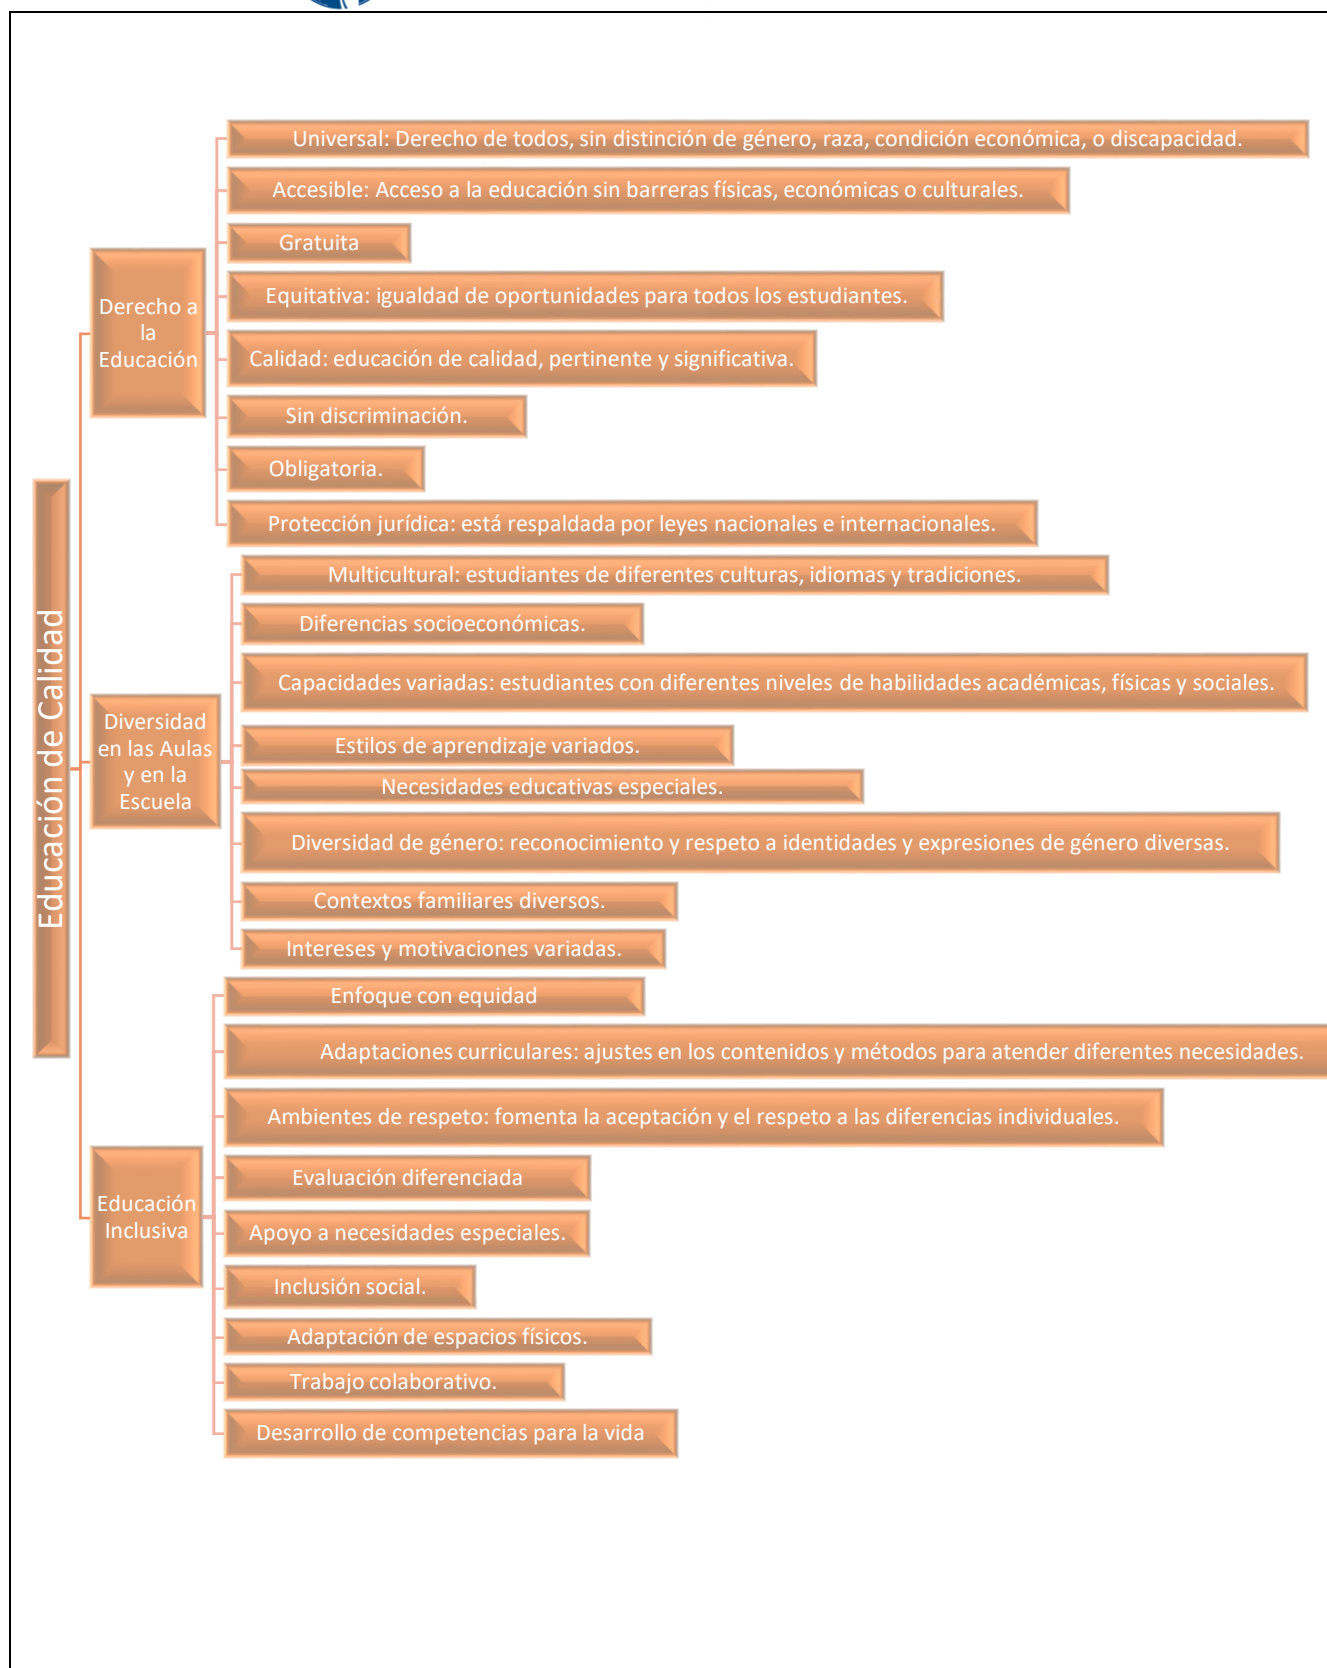 Educación de Calidad
Derecho a
la
Educación
Universal: Derecho de todos, sin distinción de género, raza, condición económica, o discapacidad.
Accesible: Acceso a la educación sin barreras físicas, económicas o culturales.
Gratuita
Equitativa: igualdad de oportunidades para todos los estudiantes.
Calidad: educación de calidad, pertinente y significativa.
Sin discriminación.
Obligatoria.
Protección jurídica: está respaldada por leyes nacionales e internacionales.
Diversidad
en las Aulas
y en la
Escuela
Multicultural: estudiantes de diferentes culturas, idiomas y tradiciones.
Diferencias socioeconómicas.
Capacidades variadas: estudiantes con diferentes niveles de habilidades académicas, físicas y sociales.
Estilos de aprendizaje variados.
Necesidades educativas especiales.
Diversidad de género: reconocimiento y respeto a identidades y expresiones de género diversas.
Contextos familiares diversos.
Intereses y motivaciones variadas.
Educación
Inclusiva
Enfoque con equidad
Adaptaciones curriculares: ajustes en los contenidos y métodos para atender diferentes necesidades.
Ambientes de respeto: fomenta la aceptación y el respeto a las diferencias individuales.
Evaluación diferenciada
Apoyo a necesidades especiales.
Inclusión social.
Adaptación de espacios físicos.
Trabajo colaborativo.
Desarrollo de competencias para la vida